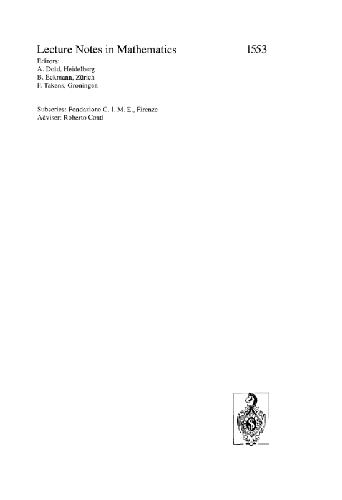 Lecture Notes in Mathematics 1553
Editors:
A. Dold, Heidelberg
B. Eckmann, Zürich
F. Takens, Groningen
Subseries: Fondazione C. I. M. E., Firenze
Adviser: Roberto Conti